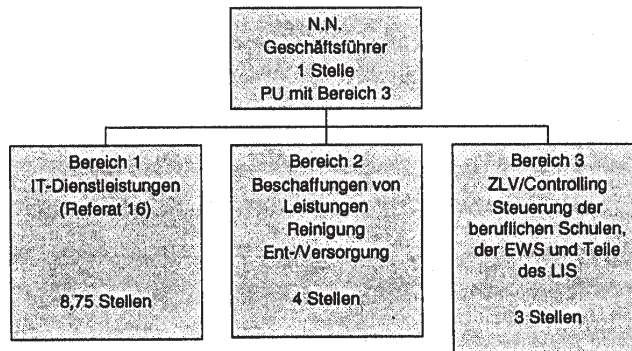 N.N.
Geschäftsführer
1 Stelle
PU mit Bereich 3
Bereich 1
IT-Dienstleistungen
(Referat 16)
8,75 Stellen
Bereich 2
Beschaffungen von
Leistungen
Reinigung
Ent-/Versorgung
4 Stellen
Bereich 3
ZLV/Controlling
Steuerung der
beruflichen Schulen,
der EWS und Teile
des LIS
3 Stellen